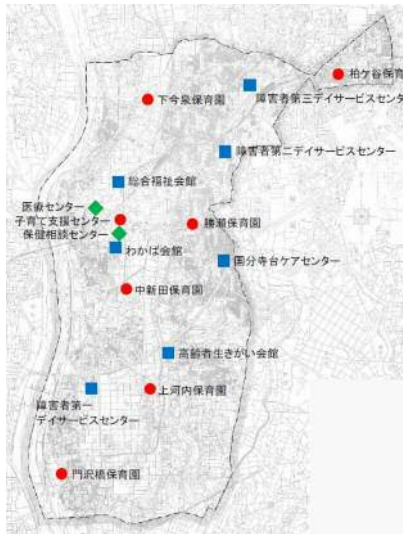 柏ケ谷保育
下今泉保育園
障害者第三デイサービスセンタ
障害者第二デイサービスセンター
総合福祉会館
医療センター
子育て支援センター
勝瀬保育園
保健相談センター
わかば会館
国分寺台ケアセンター
中新田保育園
高齢者生きがい会館
上河内保育園
障害者第一
デイサービスセンター
門沢橋保育園